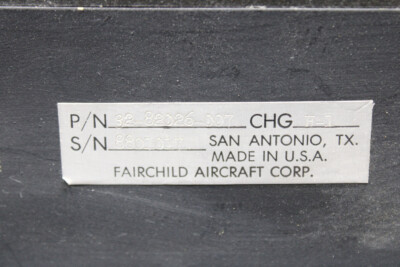 P/N CHG
S/N SAN ANTONIO, TX.
MADE IN U.S.A.
FAIRCHILD AIRCRAFT CORP.